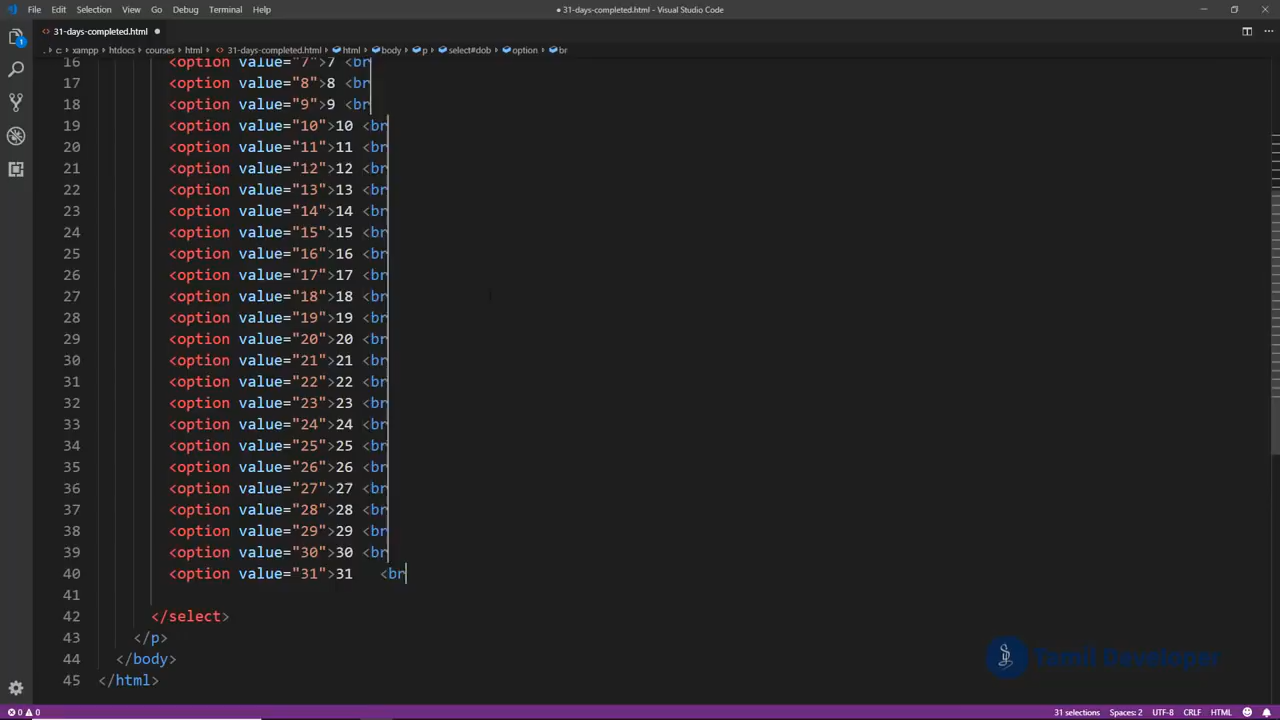 File Edit Selection View Go Debug Terminal Help
● 31-days-completed.html - Visual Studio Code
31-days-completed.html ●
. > c: > xampp > htdocs > courses > html > 31-days-completed.html > html > body > p > select#dob > option > br
16 <option value="7">7 <br
17 <option value="8">8 <br
18 <option value="9">9 <br
19 <option value="10">10 <br
20 <option value="11">11 <br
21 <option value="12">12 <br
22 <option value="13">13 <br
23 <option value="14">14 <br
24 <option value="15">15 <br
25 <option value="16">16 <br
26 <option value="17">17 <br
27 <option value="18">18 <br
28 <option value="19">19 <br
29 <option value="20">20 <br
30 <option value="21">21 <br
31 <option value="22">22 <br
32 <option value="23">23 <br
33 <option value="24">24 <br
34 <option value="25">25 <br
35 <option value="26">26 <br
36 <option value="27">27 <br
37 <option value="28">28 <br
38 <option value="29">29 <br
39 <option value="30">30 <br
40 <option value="31">31   <br
41
42 </select>
43 </p>
44 </body>
45 </html>
Tamil Developer
0 0 31 selections Spaces: 2 UTF-8 CRLF HTML